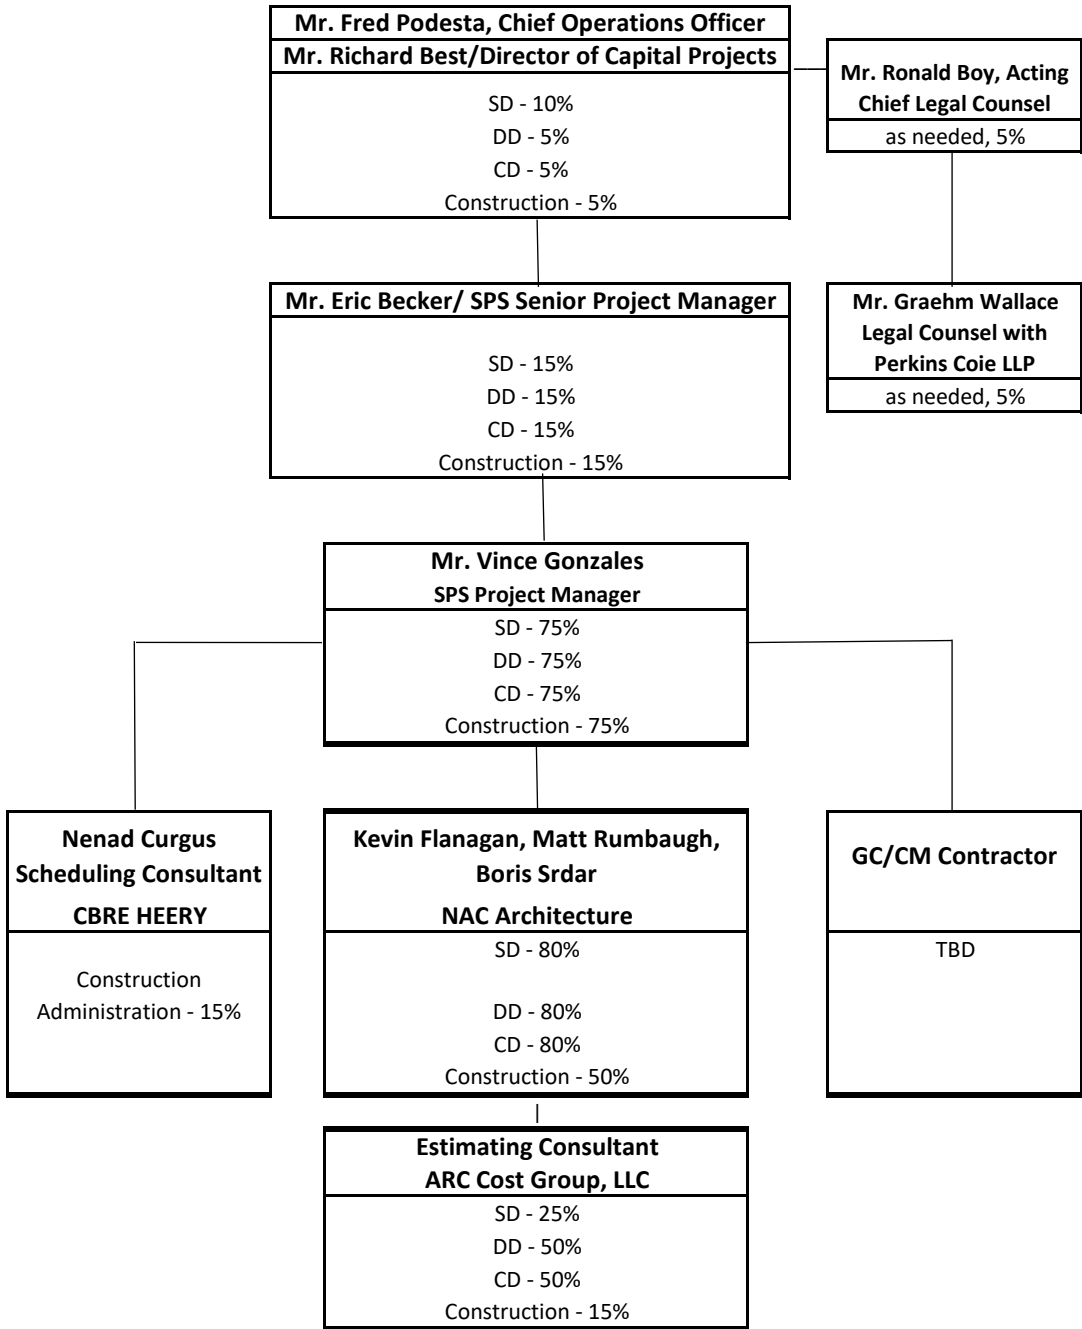 Mr. Fred Podesta, Chief Operations Officer
Mr. Richard Best/Director of Capital Projects
SD - 10%
DD - 5%
CD - 5%
Construction - 5%
Mr. Ronald Boy, Acting
Chief Legal Counsel
as needed, 5%
Mr. Eric Becker/ SPS Senior Project Manager
SD - 15%
DD - 15%
CD - 15%
Construction - 15%
Mr. Graehm Wallace
Legal Counsel with
Perkins Coie LLP
as needed, 5%
Mr. Vince Gonzales
SPS Project Manager
SD - 75%
DD - 75%
CD - 75%
Construction - 75%
Nenad Curgus
Scheduling Consultant
CBRE HEERY
Construction
Administration - 15%
Kevin Flanagan, Matt Rumbaugh,
Boris Srdar
NAC Architecture
SD - 80%
DD - 80%
CD - 80%
Construction - 50%
GC/CM Contractor
TBD
Estimating Consultant
ARC Cost Group, LLC
SD - 25%
DD - 50%
CD - 50%
Construction - 15%